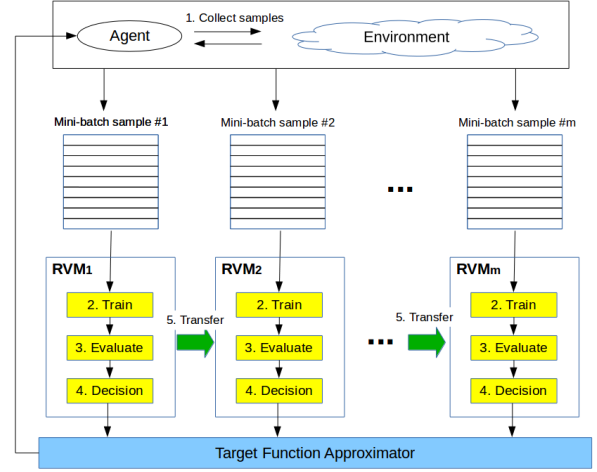 1. Collect samples
Agent
Environment
Mini-batch sample #1
Mini-batch sample #2
Mini-batch sample #m
...
RVM1
RVM2
RVMm
2. Train
2. Train
2. Train
5. Transfer
5. Transfer
3. Evaluate
3. Evaluate
...
3. Evaluate
4. Decision
4. Decision
4. Decision
Target Function Approximator